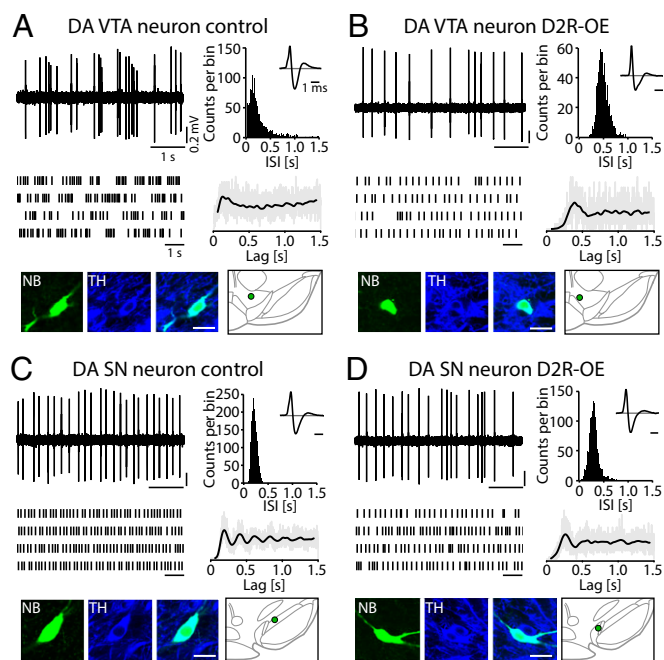 A DA VTA neuron control
Counts per bin
150
100
50
0
0 0.5 1.0 1.5
ISI [s]
1 ms
1 s
0.2 mV
1 s
0 0.5 1.0 1.5
Lag [s]
NB TH
B DA VTA neuron D2R-OE
Counts per bin
60
40
20
0
0 0.5 1.0 1.5
ISI [s]
0 0.5 1.0 1.5
Lag [s]
NB TH
C DA SN neuron control
Counts per bin
250
200
150
100
50
0
0 0.5 1.0 1.5
ISI [s]
0 0.5 1.0 1.5
Lag [s]
NB TH
D DA SN neuron D2R-OE
Counts per bin
150
100
50
0
0 0.5 1.0 1.5
ISI [s]
0 0.5 1.0 1.5
Lag [s]
NB TH